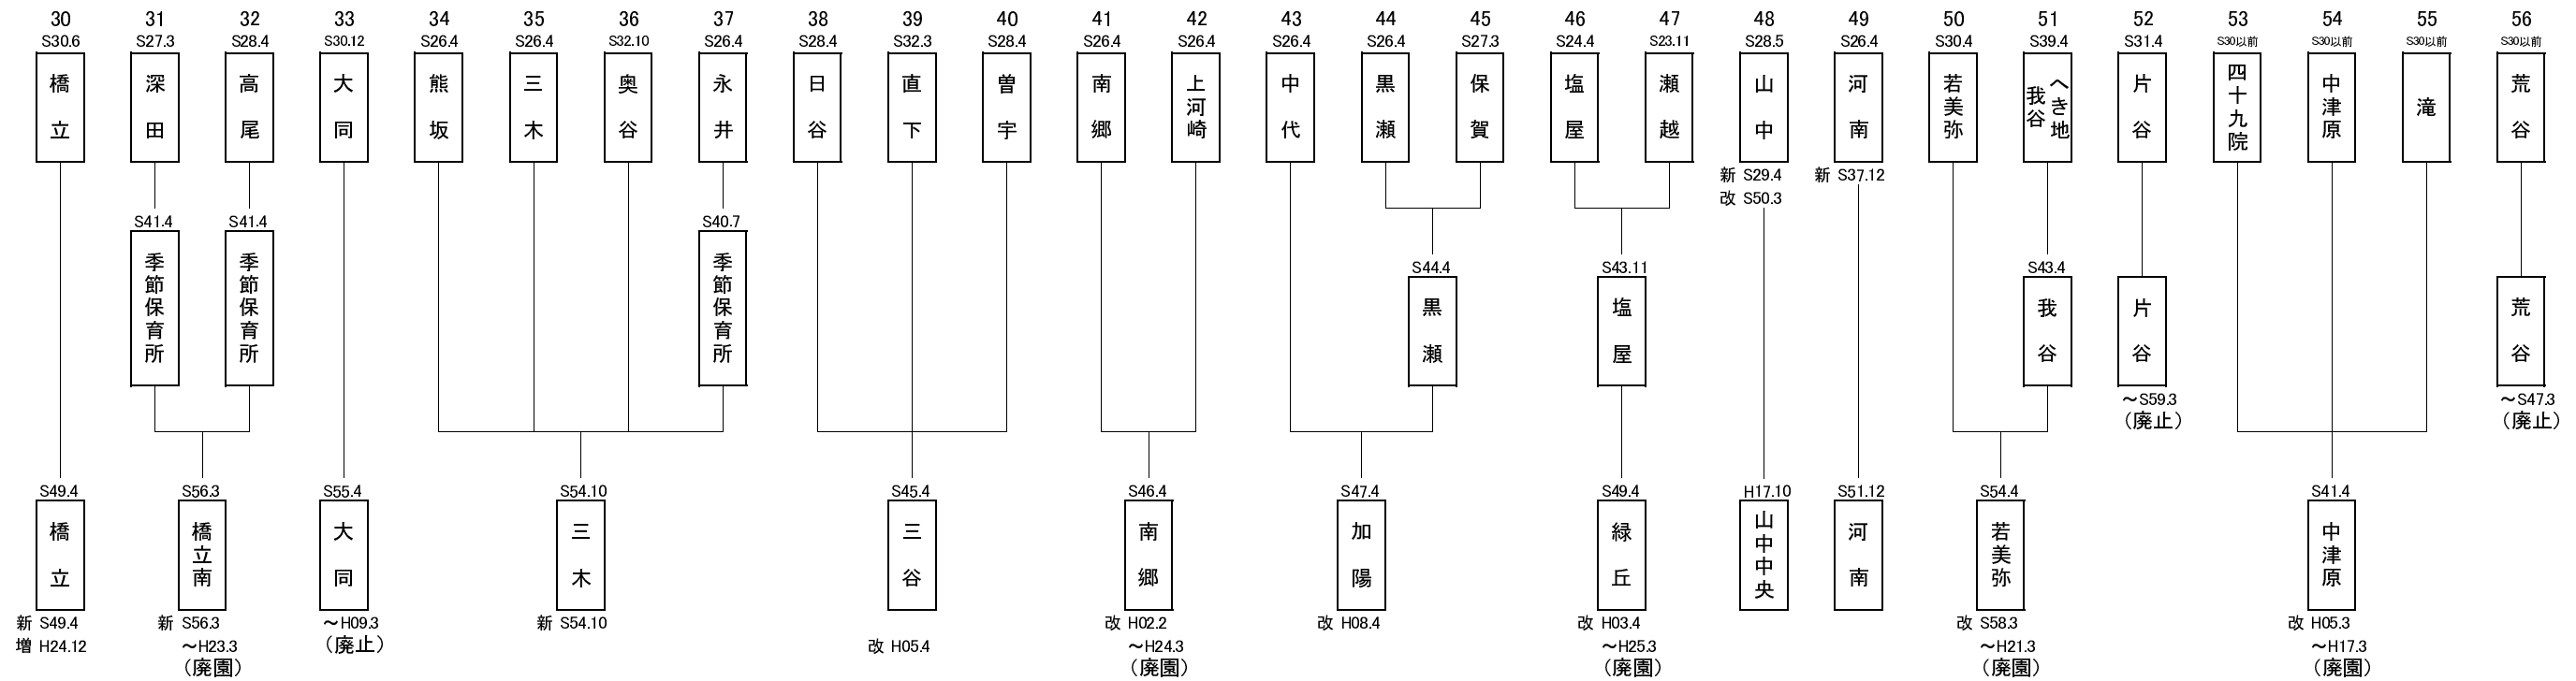 30 31 32 33 34 35 36 37 38 39 40 41 42 43 44 45 46 47 48 49 50 51 52 53 54 55 56
S30.6 S27.3 S28.4 S30.12 S26.4 S26.4 S32.10 S26.4 S28.4 S32.3 S28.4 S26.4 S26.4 S26.4 S26.4 S27.3 S24.4 S23.11 S28.5 S26.4 S30.4 S39.4 S31.4 S30以前 S30以前 S30以前 S30以前
橋立
深田
高尾
大同
熊坂
三木
奥谷
永井
日谷
直下
曽宇
南郷
上河崎
中代
黒瀬
保賀
塩屋
瀬越
山中
河南
若美弥
へき地
我谷
片谷
四十九院
中津原
滝
荒谷
新 S29.4
改 S50.3
新 S37.12
S41.4
季節保育所
S41.4
季節保育所
S40.7
季節保育所
S44.4
黒瀬
S43.11
塩屋
S43.4
我谷
片谷
～S59.3
（廃止）
荒谷
～S47.3
（廃止）
S49.4
橋立
新 S49.4
増 H24.12
S56.3
橋立南
新 S56.3
～H23.3
（廃園）
S55.4
大同
～H09.3
（廃止）
S54.10
三木
新 S54.10
S45.4
三谷
改 H05.4
S46.4
南郷
改 H02.2
～H24.3
（廃園）
S47.4
加陽
改 H08.4
S49.4
緑丘
改 H03.4
～H25.3
（廃園）
H17.10
山中中央
S51.12
河南
S54.4
若美弥
改 S58.3
～H21.3
（廃園）
S41.4
中津原
改 H05.3
～H17.3
（廃園）